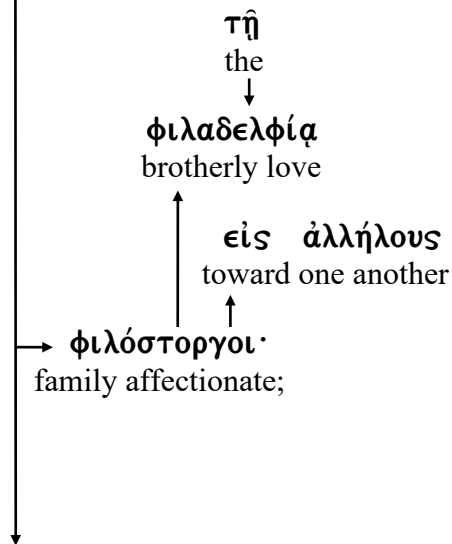 τῇ
the
φιλαδελφίᾳ
brotherly love
εἰς ἀλλήλους
toward one another
φιλόστοργοι·
family affectionate;